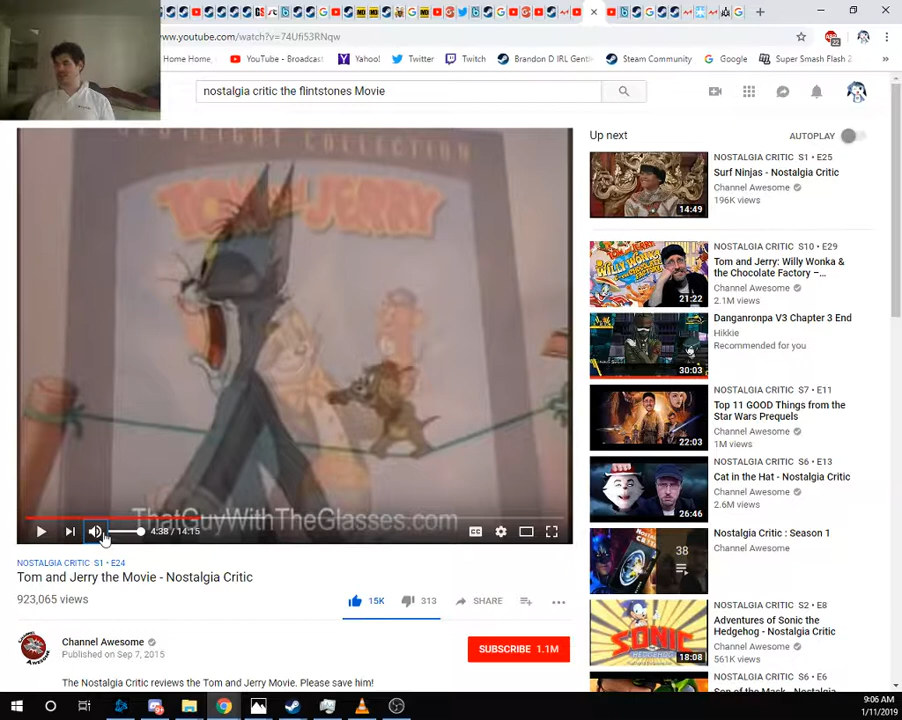 www.youtube.com/watch?v=74Ufi53RNqw
Home Home
YouTube - Broadcast
Yahoo!
Twitter
Twitch
Brandon D IRL Gentl
Steam Community
Google
Super Smash Flash 2
nostalgia critic the flintstones Movie
SPOTLIGHT COLLECTION
TOM AND JERRY
ThatGuyWithTheGlasses.com
4:38 / 14:15
NOSTALGIA CRITIC S1 • E24
Tom and Jerry the Movie - Nostalgia Critic
923,065 views
15K
313
SHARE
Channel Awesome
Published on Sep 7, 2015
SUBSCRIBE 1.1M
The Nostalgia Critic reviews the Tom and Jerry Movie. Please save him!
Up next
AUTOPLAY
NOSTALGIA CRITIC S1 • E25
Surf Ninjas - Nostalgia Critic
Channel Awesome
196K views
14:49
NOSTALGIA CRITIC S10 • E29
Tom and Jerry: Willy Wonka &
the Chocolate Factory –...
Channel Awesome
2.1M views
21:22
Danganronpa V3 Chapter 3 End
Hikkie
Recommended for you
30:03
NOSTALGIA CRITIC S7 • E11
Top 11 GOOD Things from the
Star Wars Prequels
Channel Awesome
1M views
22:03
NOSTALGIA CRITIC S6 • E13
Cat in the Hat - Nostalgia Critic
Channel Awesome
2.6M views
26:46
Nostalgia Critic : Season 1
Channel Awesome
38
NOSTALGIA CRITIC S2 • E8
Adventures of Sonic the
Hedgehog - Nostalgia Critic
Channel Awesome
561K views
SONIC
18:08
NOSTALGIA CRITIC S6 • E6
Son of the Mask - Nostalgia
9:06 AM
1/11/2019